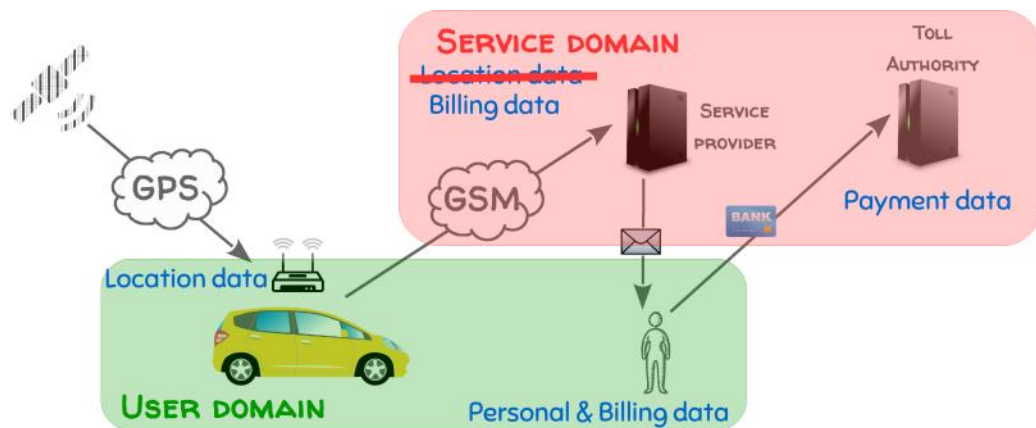 SERVICE DOMAIN
Location data
Billing data
TOLL
AUTHORITY
SERVICE
PROVIDER
GPS
GSM
BANK
Payment data
Location data
USER DOMAIN
Personal & Billing data